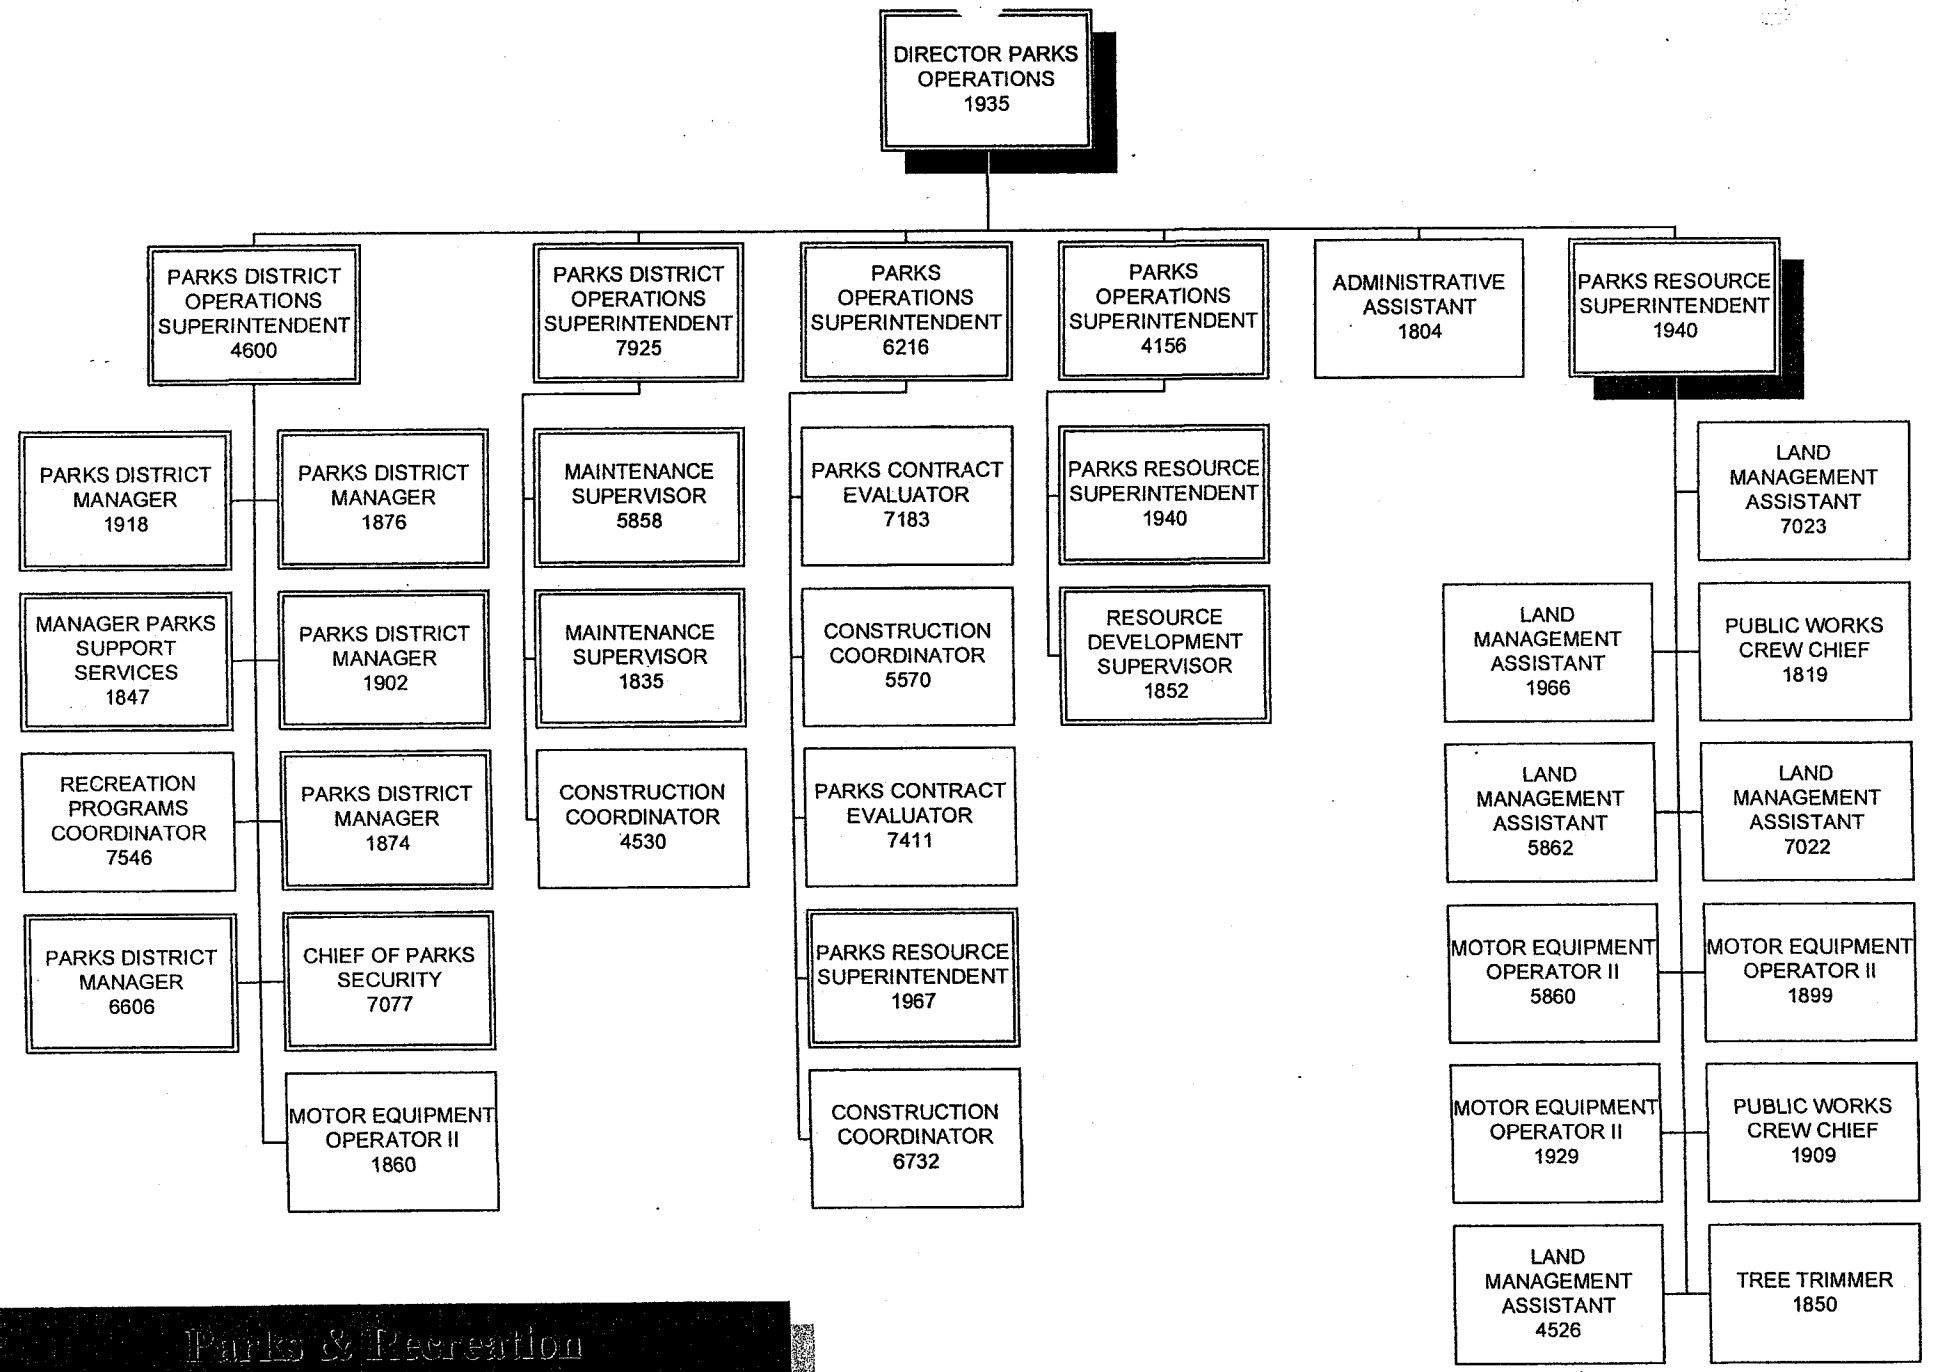 DIRECTOR PARKS
OPERATIONS
1935
PARKS DISTRICT
OPERATIONS
SUPERINTENDENT
4600
PARKS DISTRICT
OPERATIONS
SUPERINTENDENT
7925
PARKS
OPERATIONS
SUPERINTENDENT
6216
PARKS
OPERATIONS
SUPERINTENDENT
4156
ADMINISTRATIVE
ASSISTANT
1804
PARKS RESOURCE
SUPERINTENDENT
1940
PARKS DISTRICT
MANAGER
1918
PARKS DISTRICT
MANAGER
1876
MANAGER PARKS
SUPPORT
SERVICES
1847
PARKS DISTRICT
MANAGER
1902
RECREATION
PROGRAMS
COORDINATOR
7546
PARKS DISTRICT
MANAGER
1874
PARKS DISTRICT
MANAGER
6606
CHIEF OF PARKS
SECURITY
7077
MOTOR EQUIPMENT
OPERATOR II
1860
MAINTENANCE
SUPERVISOR
5858
MAINTENANCE
SUPERVISOR
1835
CONSTRUCTION
COORDINATOR
4530
PARKS CONTRACT
EVALUATOR
7183
CONSTRUCTION
COORDINATOR
5570
PARKS CONTRACT
EVALUATOR
7411
PARKS RESOURCE
SUPERINTENDENT
1967
CONSTRUCTION
COORDINATOR
6732
PARKS RESOURCE
SUPERINTENDENT
1940
RESOURCE
DEVELOPMENT
SUPERVISOR
1852
LAND
MANAGEMENT
ASSISTANT
7023
LAND
MANAGEMENT
ASSISTANT
1966
PUBLIC WORKS
CREW CHIEF
1819
LAND
MANAGEMENT
ASSISTANT
5862
LAND
MANAGEMENT
ASSISTANT
7022
MOTOR EQUIPMENT
OPERATOR II
5860
MOTOR EQUIPMENT
OPERATOR II
1899
MOTOR EQUIPMENT
OPERATOR II
1929
PUBLIC WORKS
CREW CHIEF
1909
LAND
MANAGEMENT
ASSISTANT
4526
TREE TRIMMER
1850
Parks & Recreation